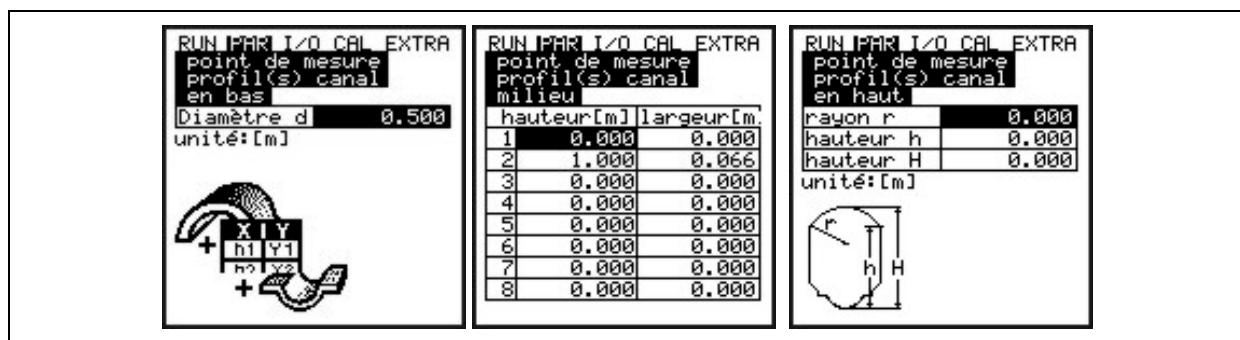 RUN PAR I/O CAL EXTRA
point de mesure
profil(s) canal
en bas
Diamètre d 0.500
unité:[m]
X Y
h1 Y1
h2 Y2
RUN PAR I/O CAL EXTRA
point de mesure
profil(s) canal
milieu
hauteur[m] largeur[m
1 0.000 0.000
2 1.000 0.066
3 0.000 0.000
4 0.000 0.000
5 0.000 0.000
6 0.000 0.000
7 0.000 0.000
8 0.000 0.000
RUN PAR I/O CAL EXTRA
point de mesure
profil(s) canal
en haut
rayon r 0.000
hauteur h 0.000
hauteur H 0.000
unité:[m]
r
h H